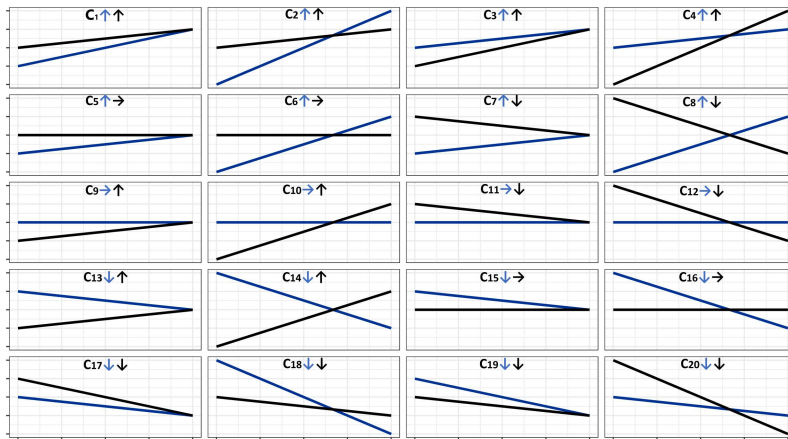 C1↑↑
C2↑↑
C3↑↑
C4↑↑
C5↑→
C6↑→
C7↑↓
C8↑↓
C9→↑
C10→↑
C11→↓
C12→↓
C13↓↑
C14↓↑
C15↓→
C16↓→
C17↓↓
C18↓↓
C19↓↓
C20↓↓